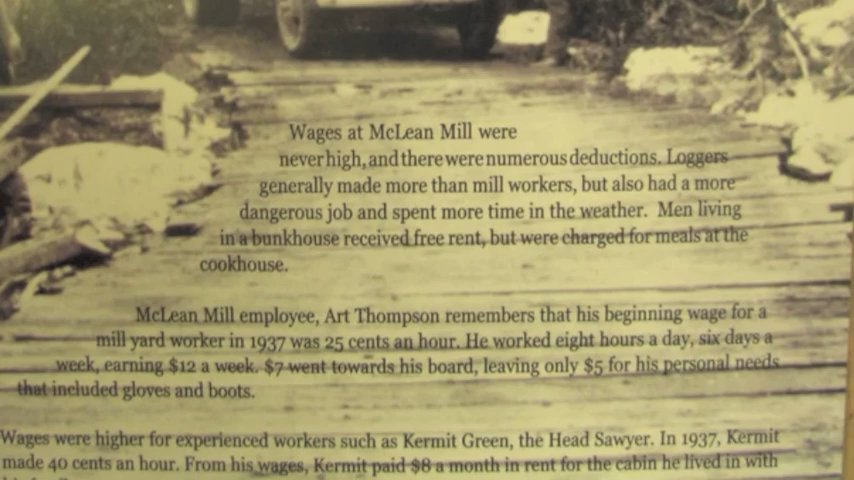 Wages at McLean Mill were
never high, and there were numerous deductions. Loggers
generally made more than mill workers, but also had a more
dangerous job and spent more time in the weather. Men living
in a bunkhouse received free rent, but were charged for meals at the
cookhouse.
McLean Mill employee, Art Thompson remembers that his beginning wage for a
mill yard worker in 1937 was 25 cents an hour. He worked eight hours a day, six days a
week, earning $12 a week. $7 went towards his board, leaving only $5 for his personal needs
that included gloves and boots.
Wages were higher for experienced workers such as Kermit Green, the Head Sawyer. In 1937, Kermit
made 40 cents an hour. From his wages, Kermit paid $8 a month in rent for the cabin he lived in with